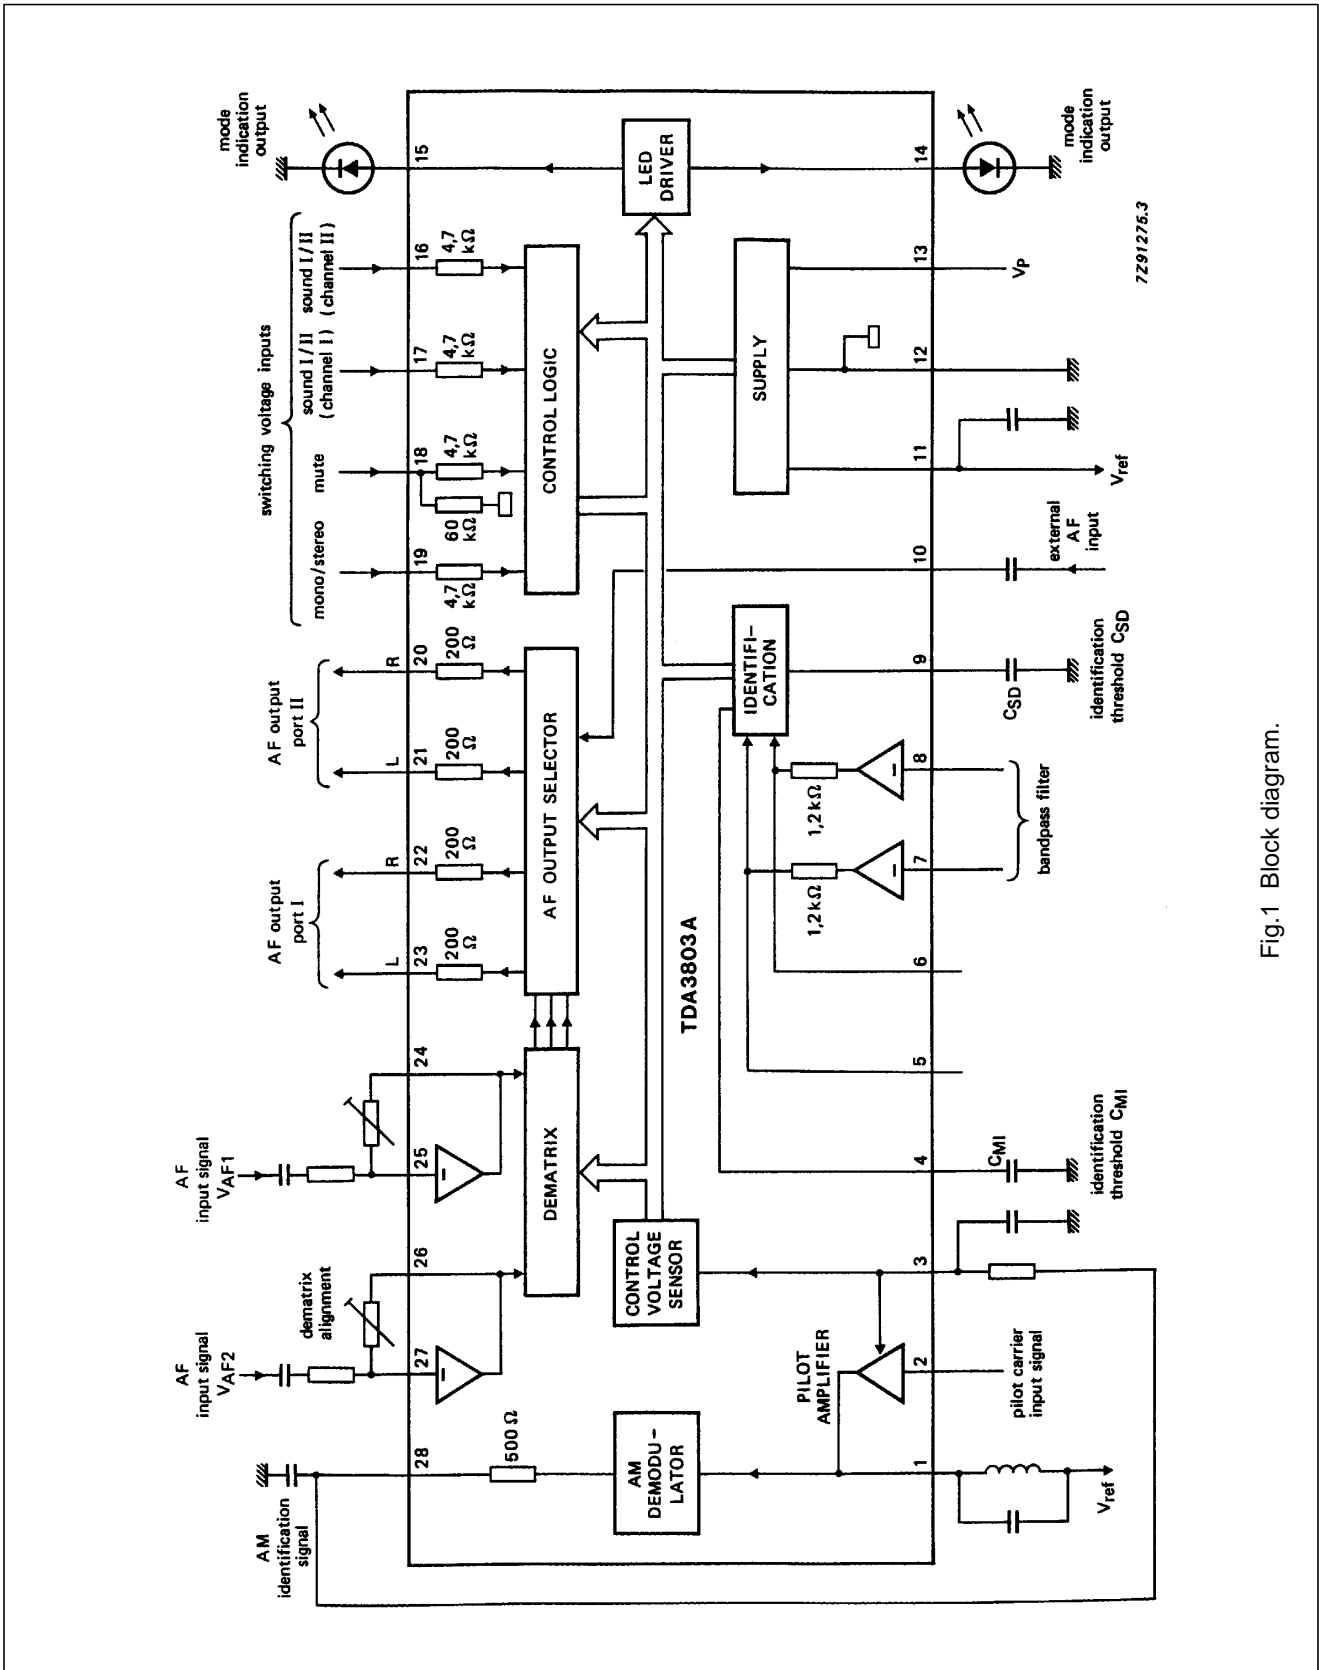 AM
identification
signal
AF
input signal
VAF2
dematrix
alignment
AF
input signal
VAF1
AF output
port I
L
R
AF output
port II
L
R
switching voltage inputs
mono/stereo
mute
sound I/II
(channel I)
sound I/II
(channel II)
mode
indication
output
28
27
26
25
24
23
22
21
20
19
18
17
16
15
500 Ω
200
Ω
200
Ω
200
Ω
200
Ω
4,7
kΩ
60
kΩ
4,7
kΩ
4,7
kΩ
4,7
kΩ
DEMATRIX
AF OUTPUT SELECTOR
CONTROL LOGIC
AM
DEMODU-
LATOR
PILOT
AMPLIFIER
CONTROL
VOLTAGE
SENSOR
TDA3803A
LED
DRIVER
IDENTIFI-
CATION
SUPPLY
1,2 kΩ
1,2 kΩ
1
2
3
4
5
6
7
8
9
10
11
12
13
14
Vref
pilot carrier
input signal
CMI
identification
threshold CMI
bandpass filter
CSD
identification
threshold CSD
external
AF
input
Vref
VP
mode
indication
output
7Z91275.3
Fig.1 Block diagram.